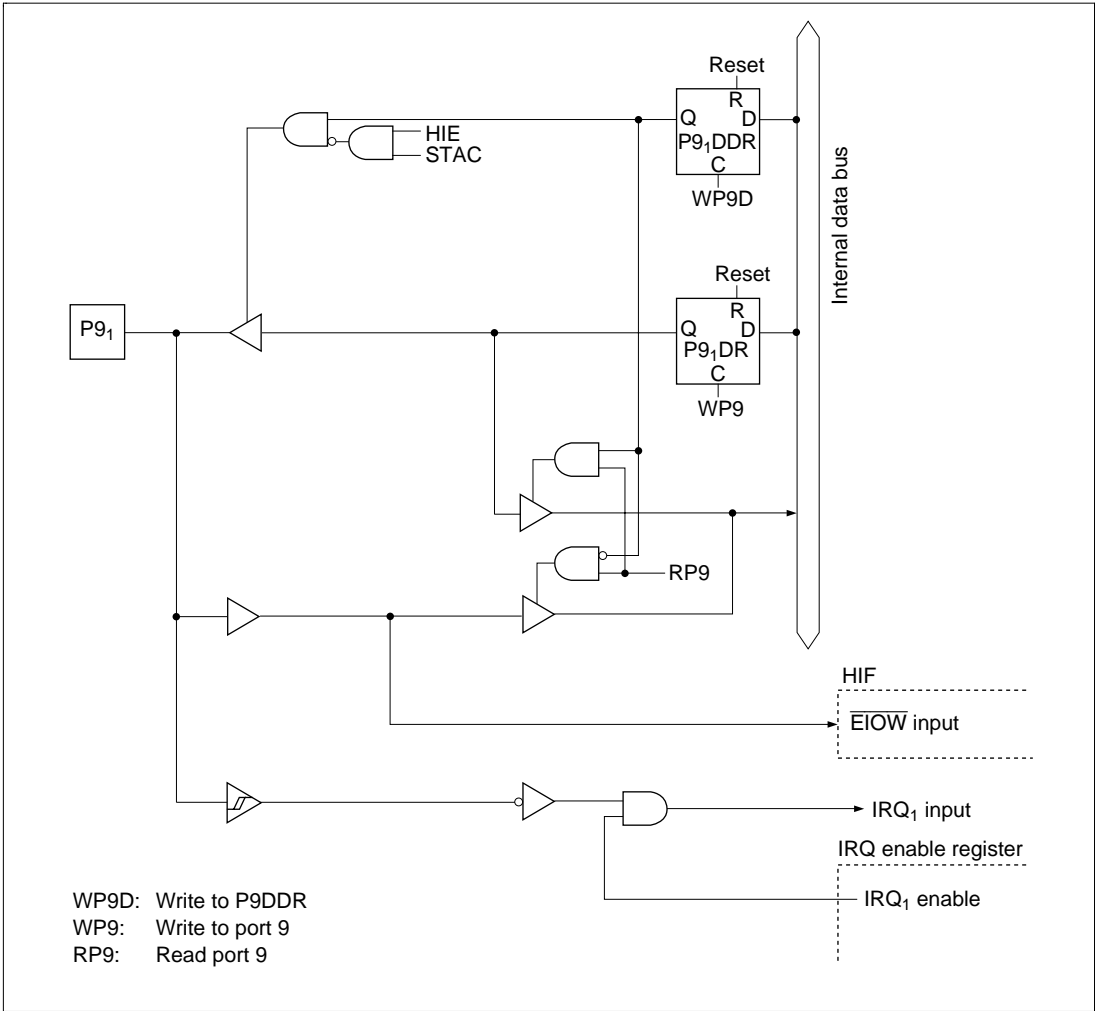 Reset
R
Q D
P9₁DDR
C
WP9D
HIE
STAC
Internal data bus
Reset
R
Q D
P9₁DR
C
WP9
P9₁
RP9
HIF
E̅I̅O̅W̅ input
IRQ₁ input
IRQ enable register
IRQ₁ enable
WP9D: Write to P9DDR
WP9: Write to port 9
RP9: Read port 9